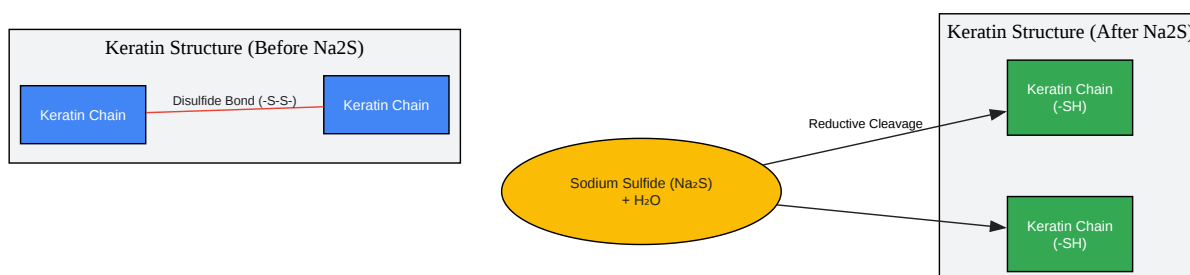 Keratin Structure (Before Na2S)
Keratin Chain
Disulfide Bond (-S-S-)
Keratin Chain
Sodium Sulfide (Na₂S)
+ H₂O
Reductive Cleavage
Keratin Structure (After Na2S)
Keratin Chain
(-SH)
Keratin Chain
(-SH)